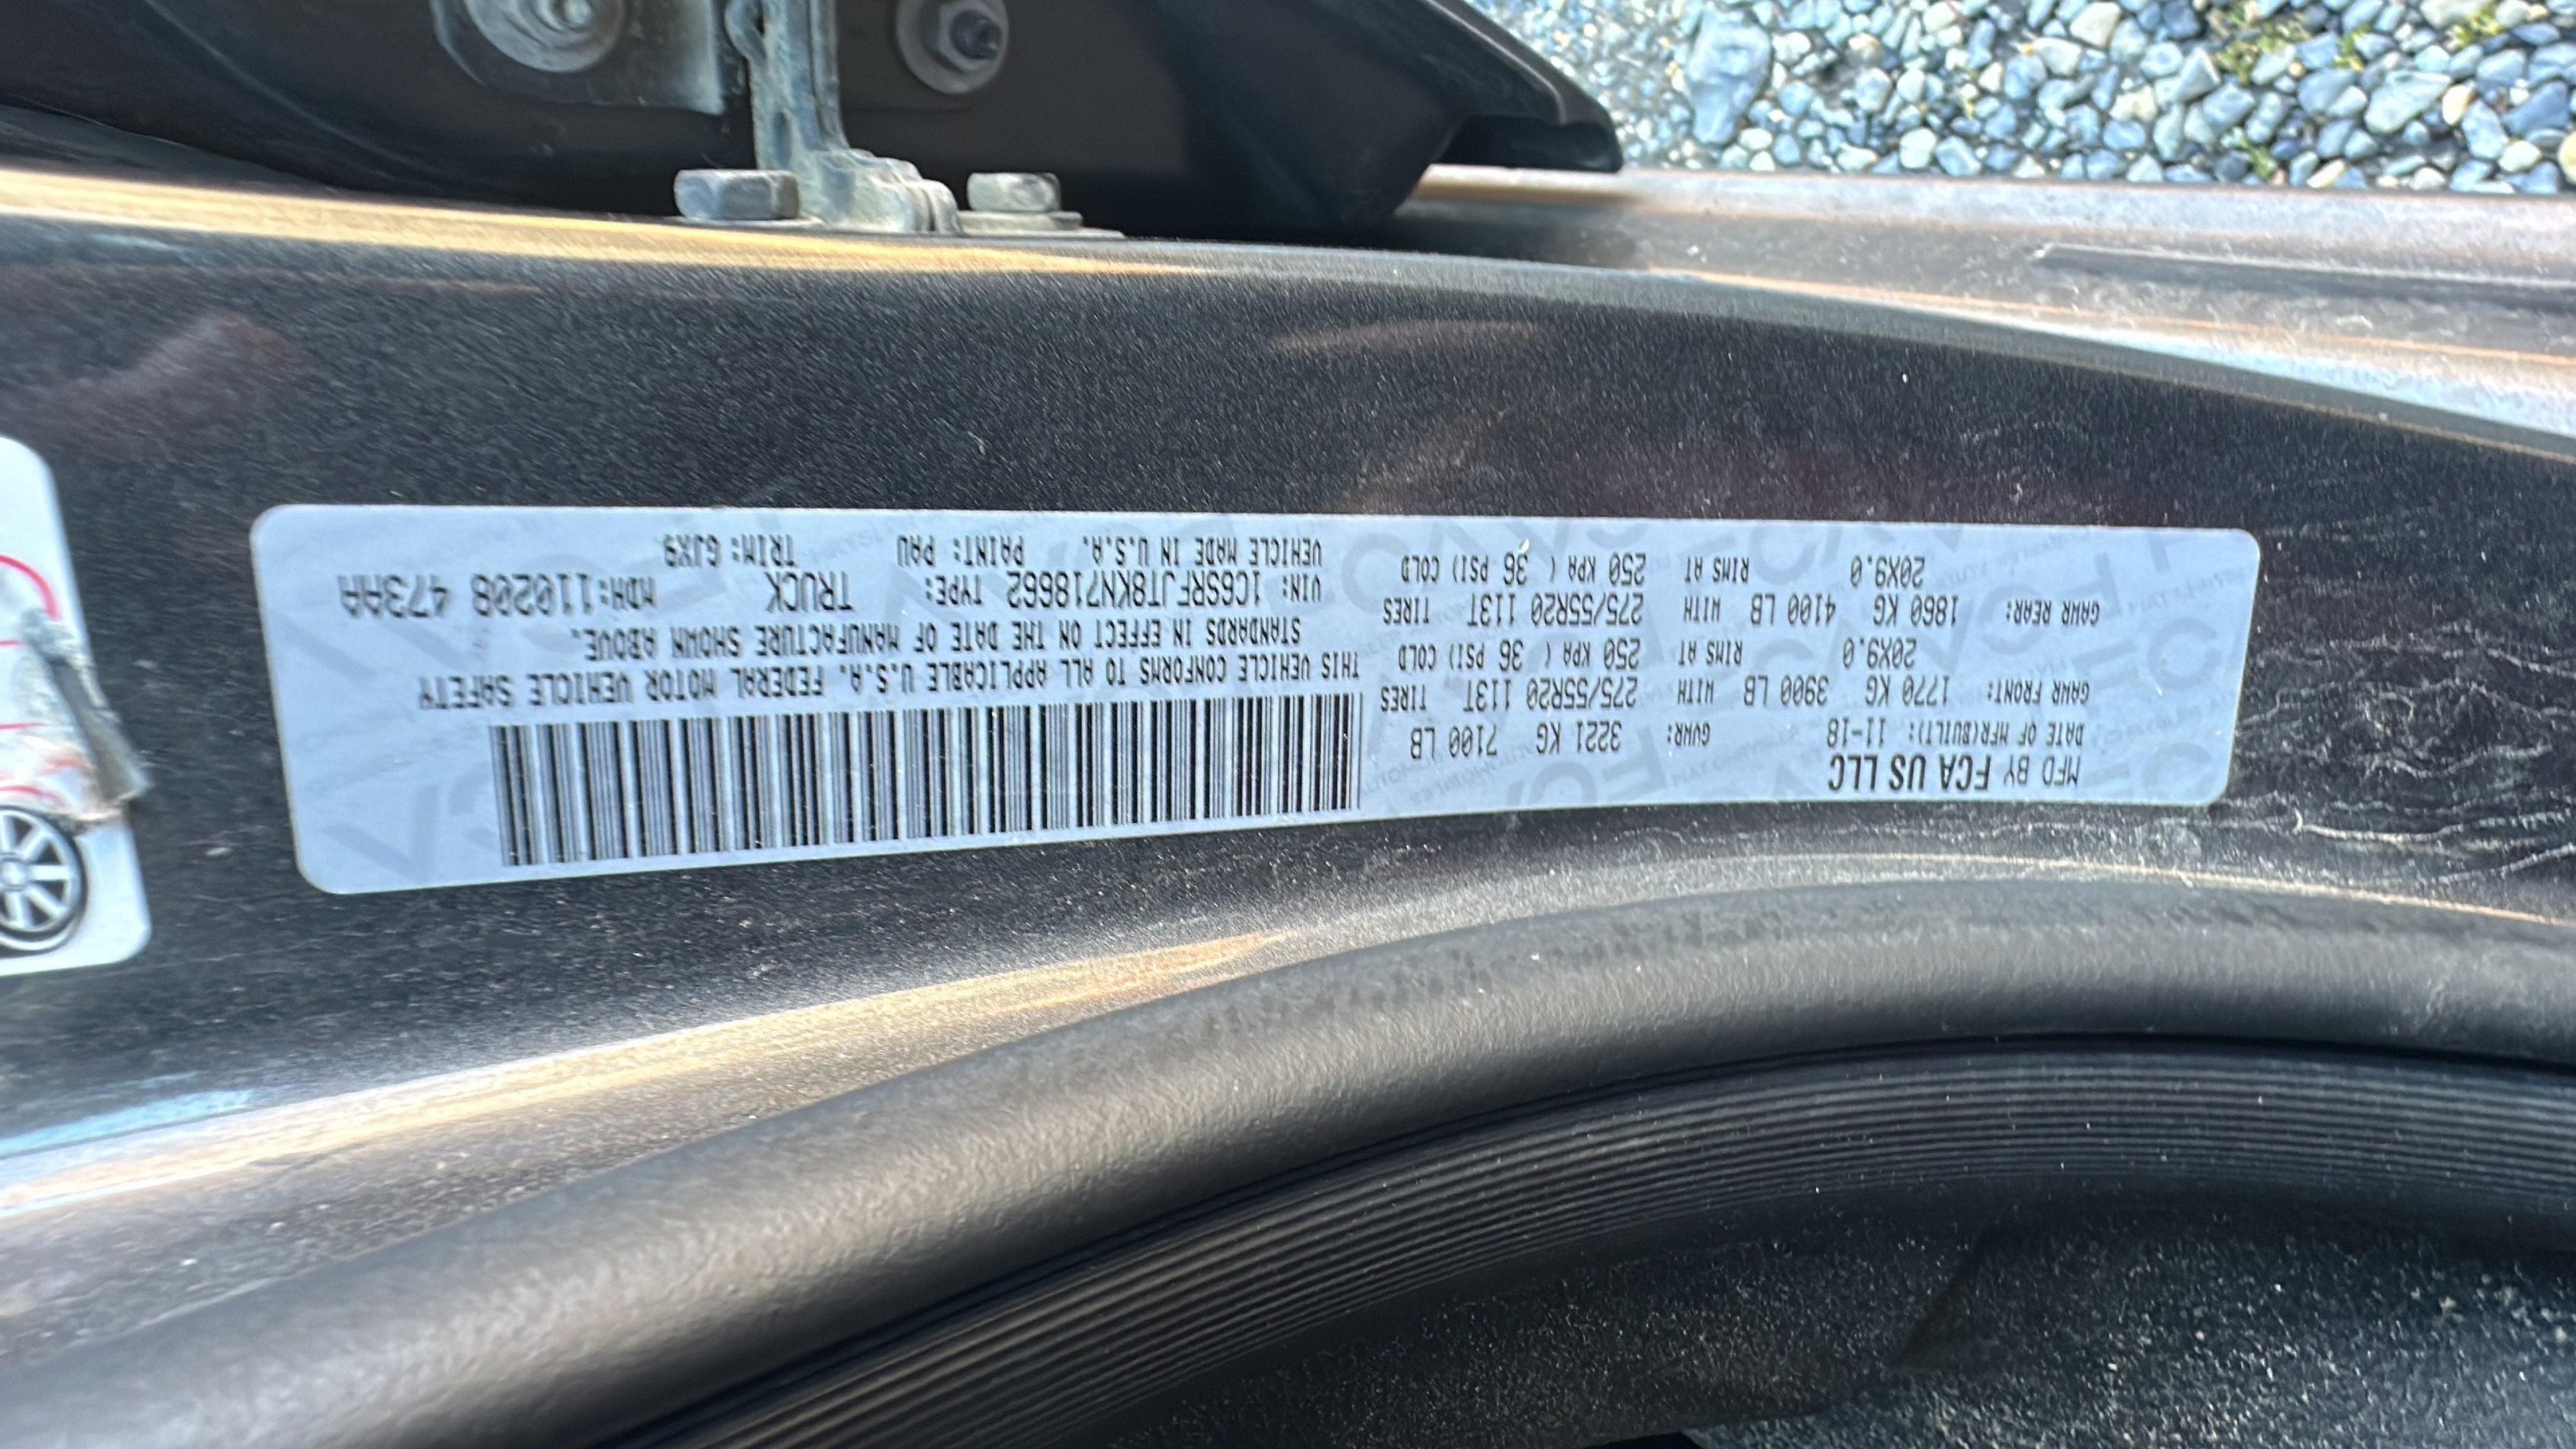 MFD BY FCA US LLC
DATE OF MFR(BUILT): 11-18 GVWR: 3221 KG 7100 LB
GAWR FRONT: 1770 KG 3900 LB WITH 275/55R20 113T TIRES
20X9.0 RIMS AT 250 KPA ( 36 PSI) COLD
GAWR REAR: 1860 KG 4100 LB WITH 275/55R20 113T TIRES
20X9.0 RIMS AT 250 KPA ( 36 PSI) COLD
THIS VEHICLE CONFORMS TO ALL APPLICABLE U.S.A. FEDERAL MOTOR VEHICLE SAFETY
STANDARDS IN EFFECT ON THE DATE OF MANUFACTURE SHOWN ABOVE.
VIN: 1C6SRFJT8KN718662 TYPE: TRUCK MDH:110208 473AA
VEHICLE MADE IN U.S.A. PAINT: PAU TRIM: GJX9